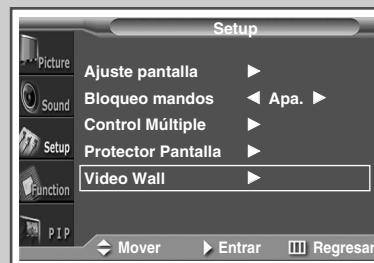 Setup
Picture
Sound
Setup
Function
PIP
Ajuste pantalla
Bloqueo mandos Apa.
Control Múltiple
Protector Pantalla
Video Wall
Mover Entrar Regresar